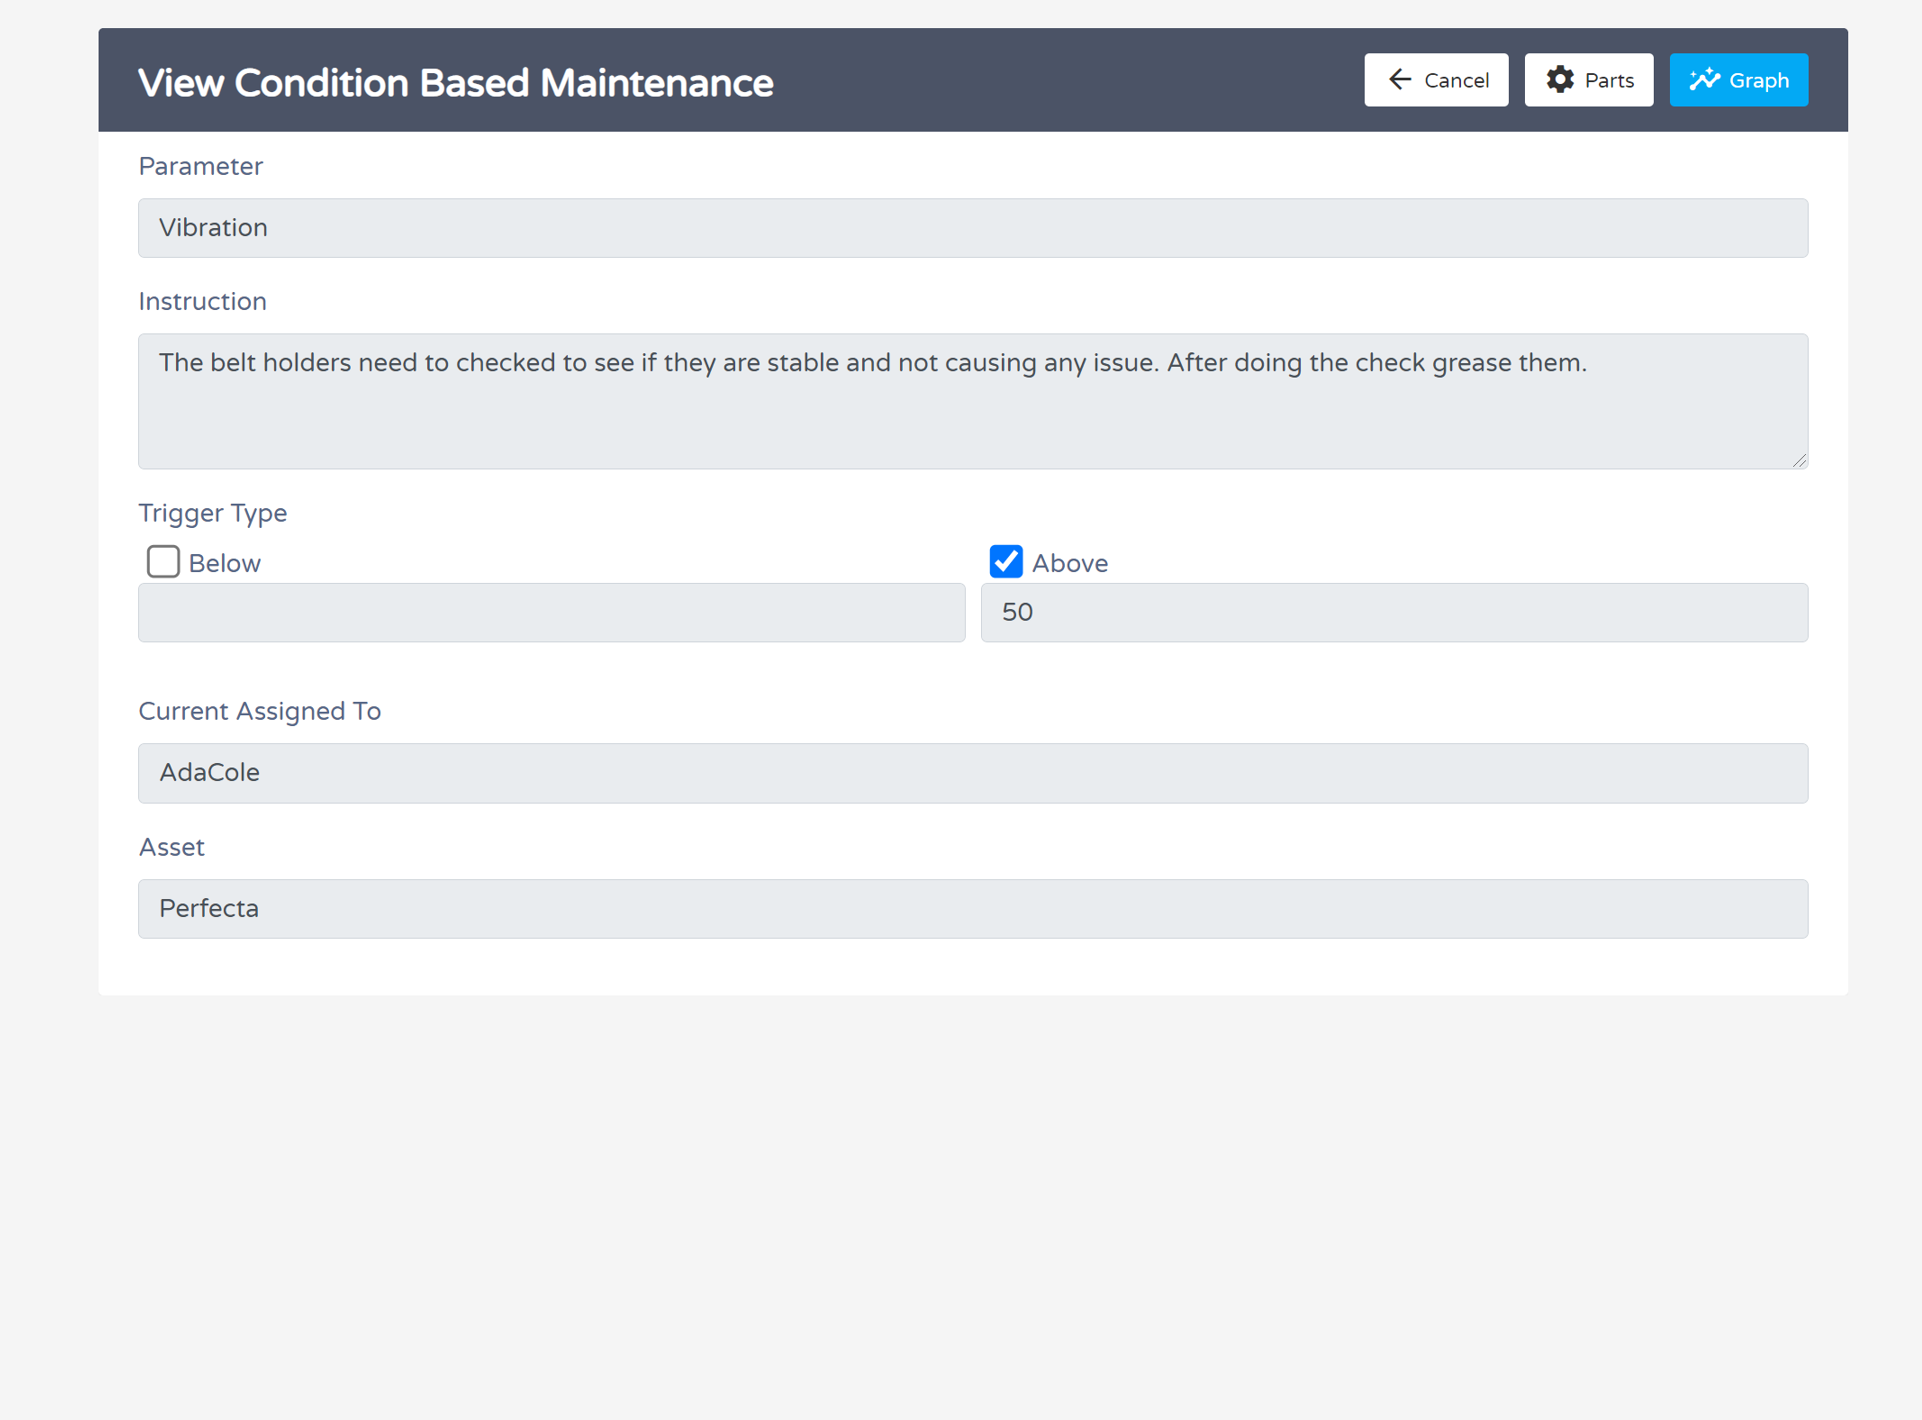 View Condition Based Maintenance
Cancel
Parts
Graph
Parameter
Vibration
Instruction
The belt holders need to checked to see if they are stable and not causing any issue. After doing the check grease them.
Trigger Type
Below
Above
50
Current Assigned To
AdaCole
Asset
Perfecta